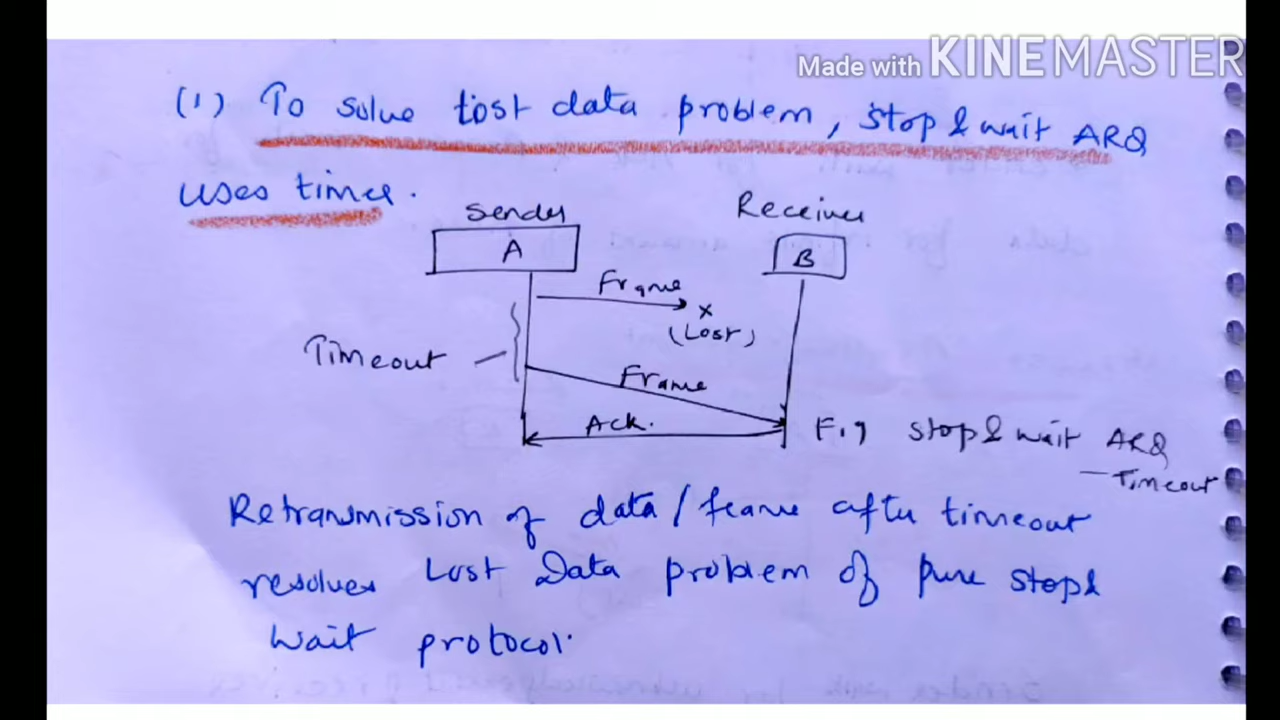 Made with KINEMASTER
(1) To solve lost data problem, stop & wait ARQ
uses timer.
Sender
Receiver
A
B
Frame
x
(Lost)
Timeout
Frame
Ack.
Fig stop & wait ARQ
- Timeout
Retransmission of data/frame after timeout
resolves Lost Data problem of pure stop &
wait protocol.